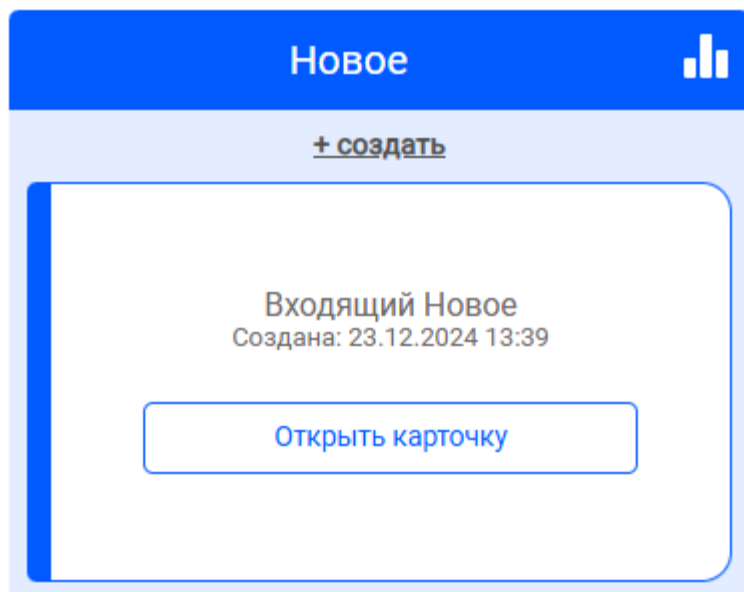 Новое
+ создать
Входящий Новое
Создана: 23.12.2024 13:39
Открыть карточку